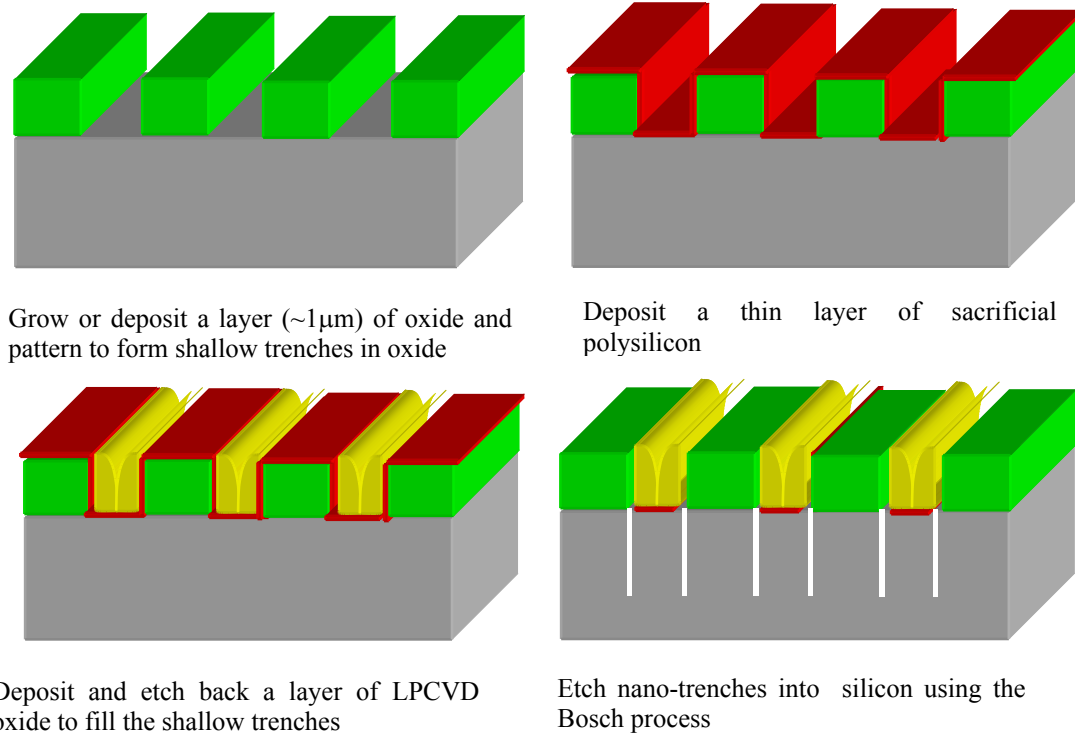 Grow or deposit a layer (~1μm) of oxide and
pattern to form shallow trenches in oxide
Deposit a thin layer of sacrificial
polysilicon
Deposit and etch back a layer of LPCVD
oxide to fill the shallow trenches
Etch nano-trenches into silicon using the
Bosch process